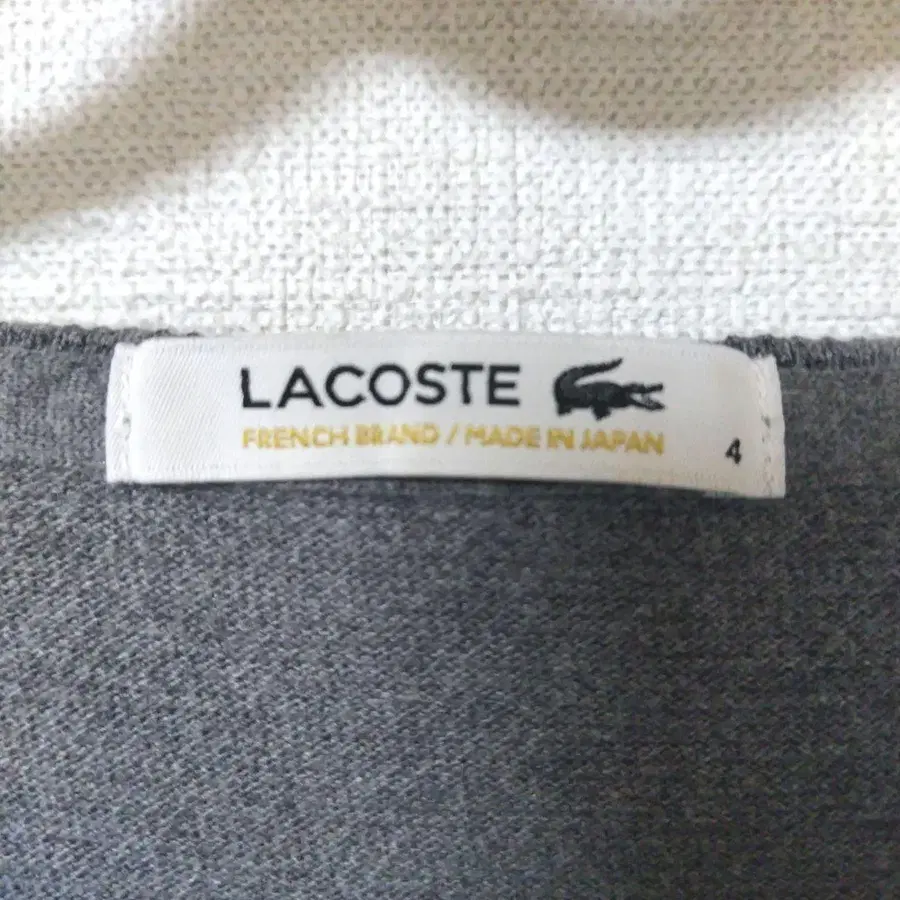 LACOSTE
FRENCH BRAND / MADE IN JAPAN
4